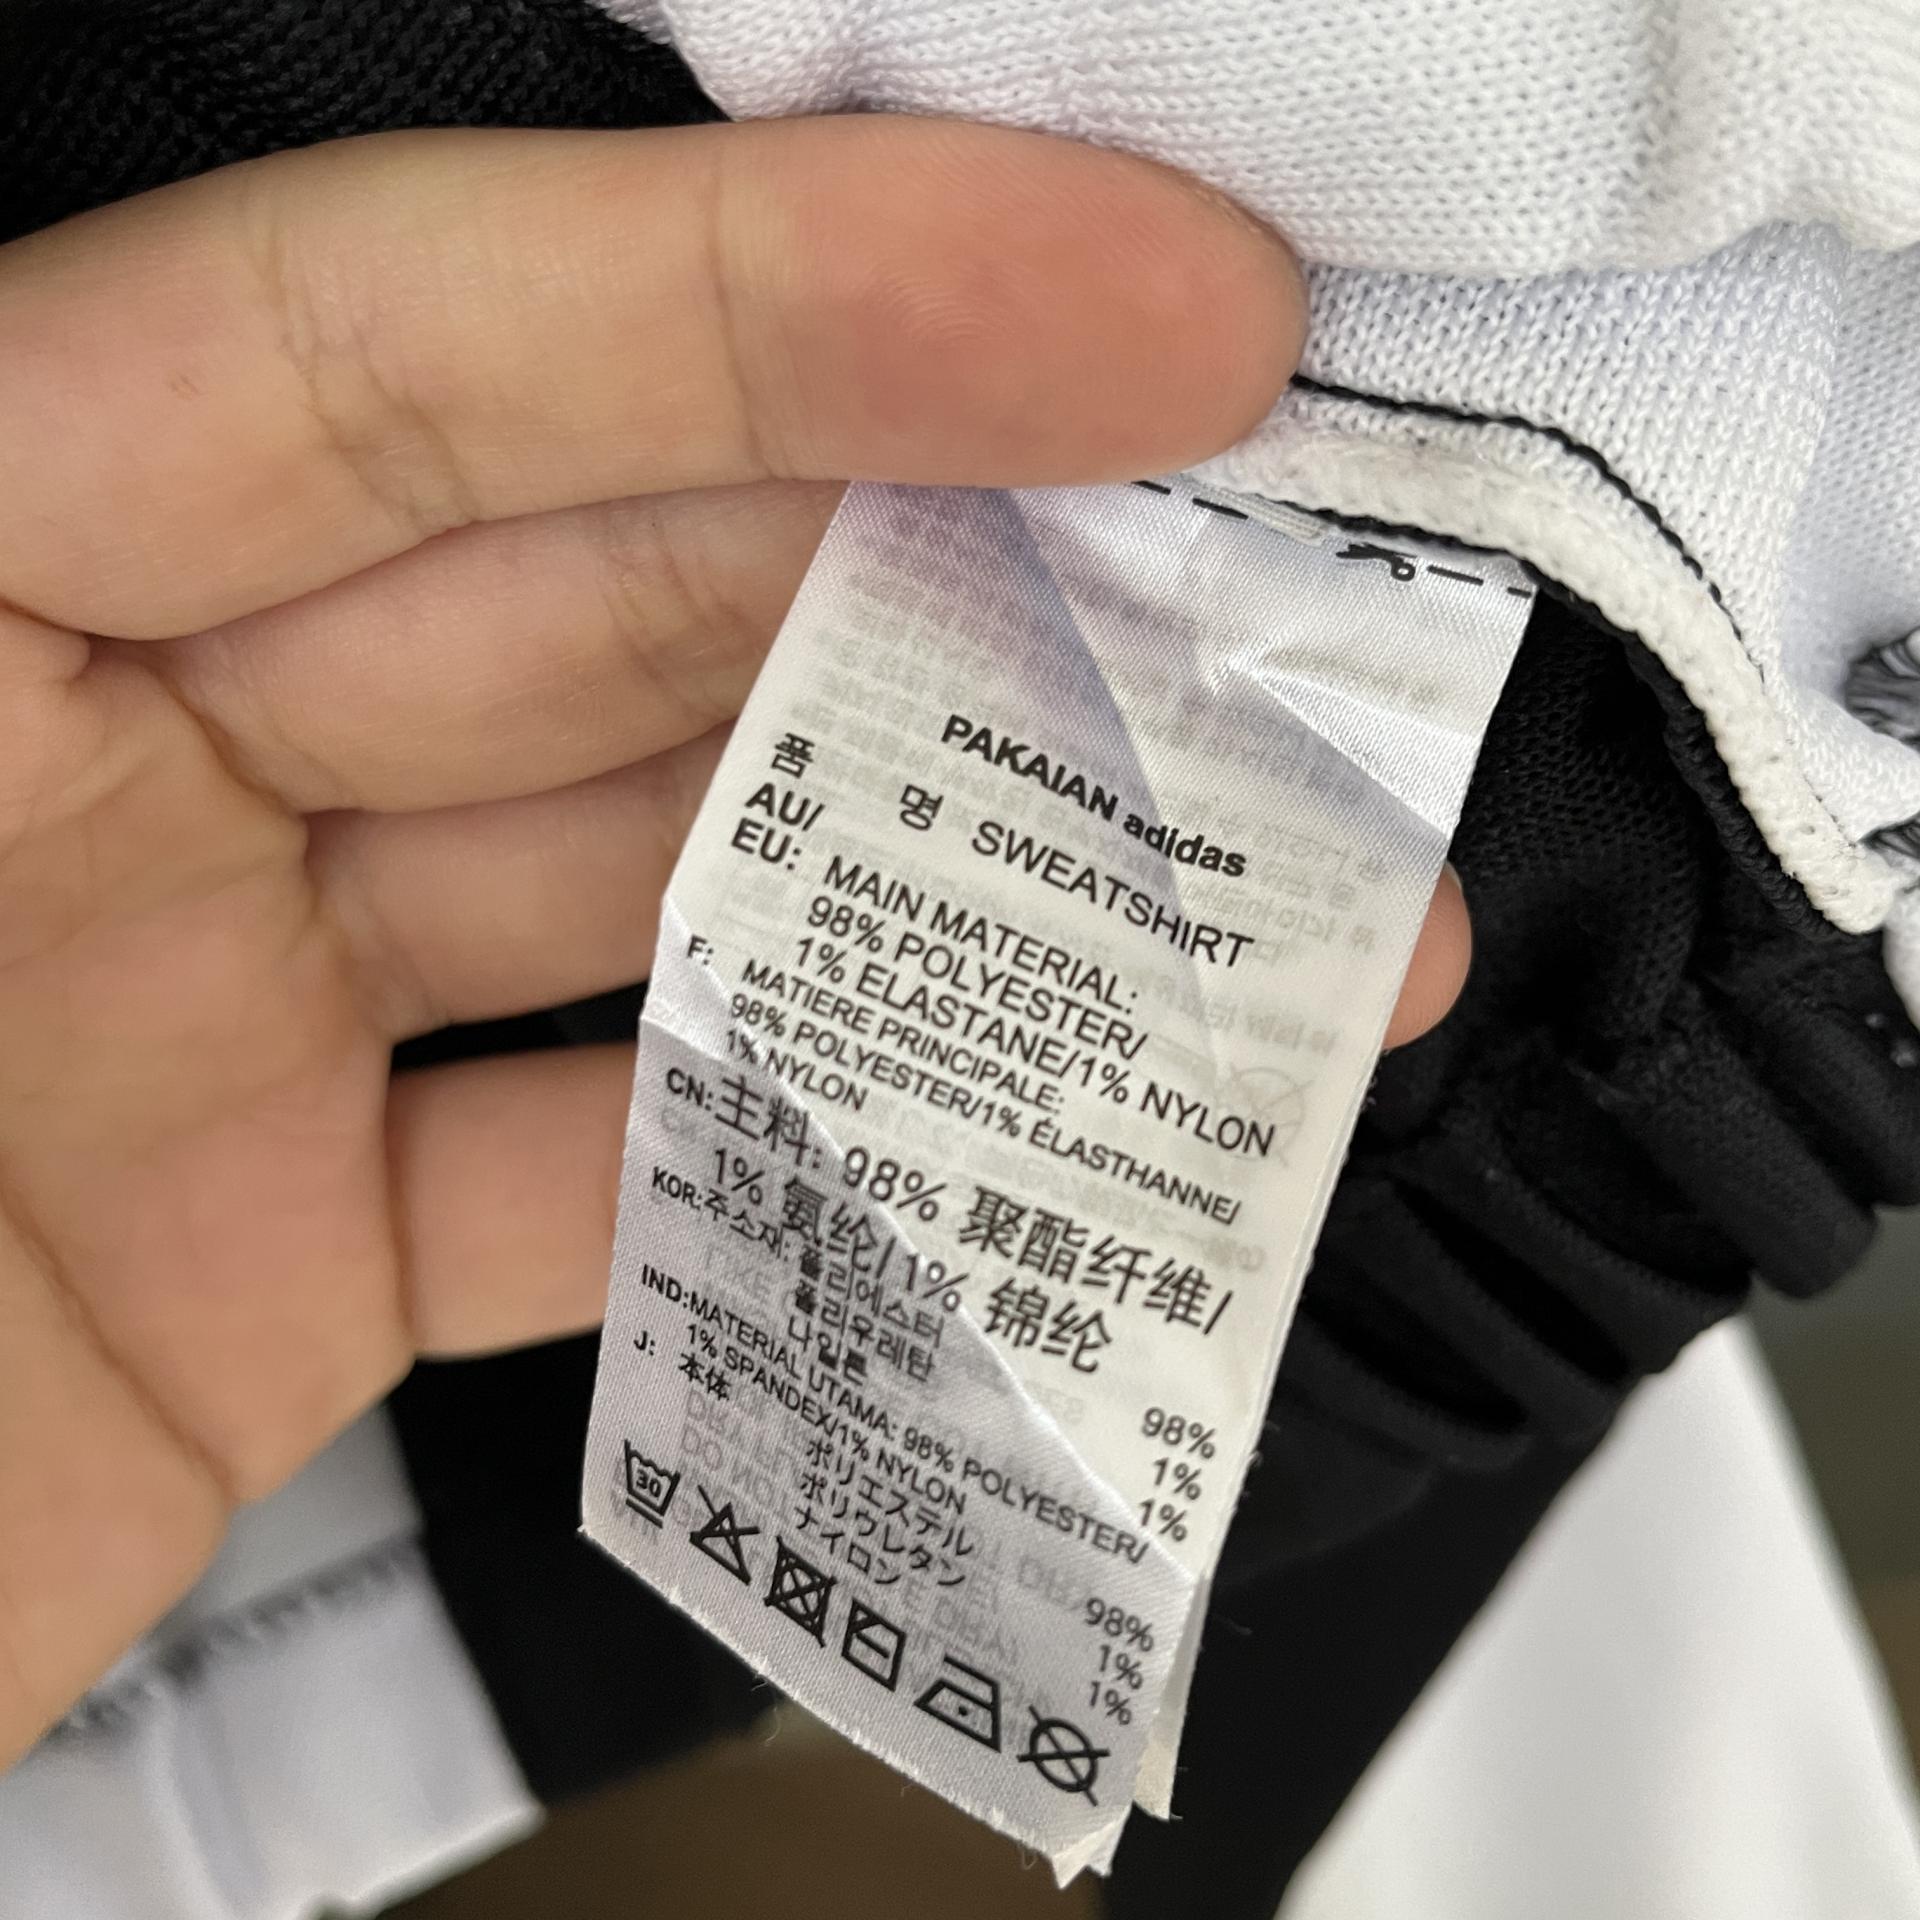 PAKAIAN adidas
품 명 SWEATSHIRT
AU/
EU: MAIN MATERIAL:
98% POLYESTER/
1% ELASTANE/1% NYLON
F: MATIERE PRINCIPALE:
98% POLYESTER/1% ÉLASTHANNE/
1% NYLON
CN:主料: 98% 聚酯纤维/
1% 氨纶/1% 锦纶
KOR:주소재: 폴리에스터 98%
폴리우레탄 1%
나일론 1%
IND:MATERIAL UTAMA: 98% POLYESTER/
1% SPANDEX/1% NYLON
J: 本体 ポリエステル 98%
ポリウレタン 1%
ナイロン 1%
30